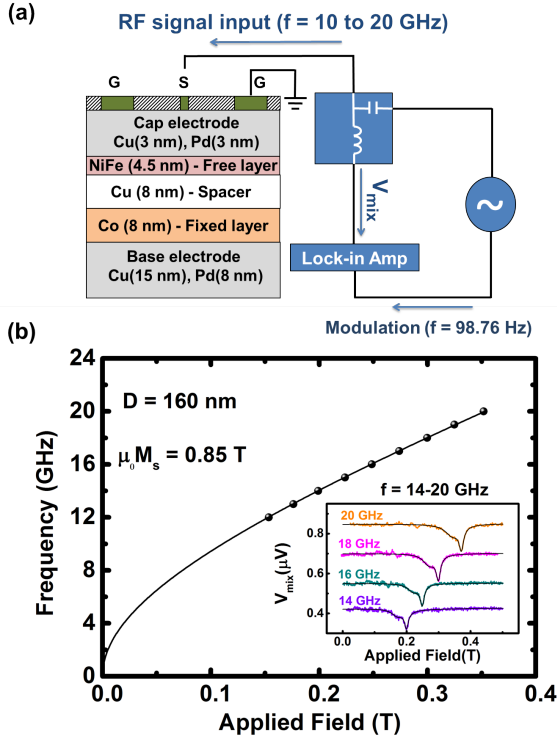 (a)
RF signal input (f = 10 to 20 GHz)
G
S
G
Cap electrode
Cu(3 nm), Pd(3 nm)
NiFe (4.5 nm) - Free layer
Cu (8 nm) - Spacer
Co (8 nm) - Fixed layer
Base electrode
Cu(15 nm), Pd(8 nm)
Vmix
~
Lock-in Amp
Modulation (f = 98.76 Hz)
(b)
D = 160 nm
μ0Ms = 0.85 T
Frequency (GHz)
24
20
16
12
8
4
0
0.0
0.1
0.2
0.3
0.4
Applied Field (T)
f = 14-20 GHz
20 GHz
18 GHz
16 GHz
14 GHz
Vmix(μV)
0.8
0.6
0.4
0.0
0.2
0.4
Applied Field(T)